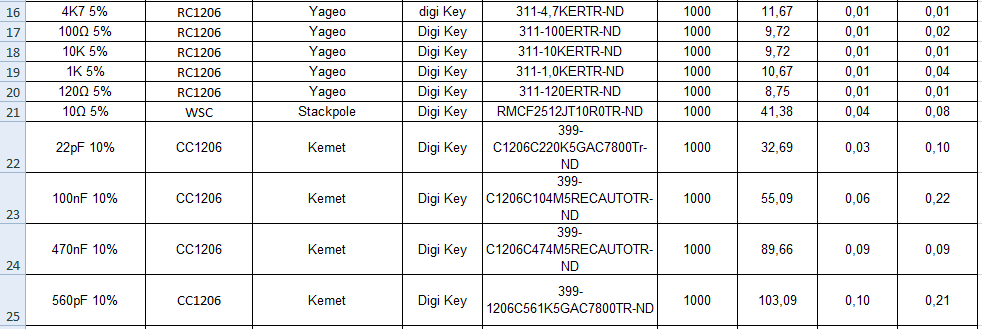 16 4K7 5% RC1206 Yageo digi Key 311-4,7KERTR-ND 1000 11,67 0,01 0,01
17 100Ω 5% RC1206 Yageo Digi Key 311-100ERTR-ND 1000 9,72 0,01 0,02
18 10K 5% RC1206 Yageo Digi Key 311-10KERTR-ND 1000 9,72 0,01 0,01
19 1K 5% RC1206 Yageo Digi Key 311-1,0KERTR-ND 1000 10,67 0,01 0,04
20 120Ω 5% RC1206 Yageo Digi Key 311-120ERTR-ND 1000 8,75 0,01 0,01
21 10Ω 5% WSC Stackpole Digi Key RMCF2512JT10R0TR-ND 1000 41,38 0,04 0,08
399-
22 22pF 10% CC1206 Kemet Digi Key C1206C220K5GAC7800Tr- 1000 32,69 0,03 0,10
ND
399-
23 100nF 10% CC1206 Kemet Digi Key C1206C104M5RECAUTOTR- 1000 55,09 0,06 0,22
ND
399-
24 470nF 10% CC1206 Kemet Digi Key C1206C474M5RECAUTOTR- 1000 89,66 0,09 0,09
ND
399-
25 560pF 10% CC1206 Kemet Digi Key 1206C561K5GAC7800TR-ND 1000 103,09 0,10 0,21